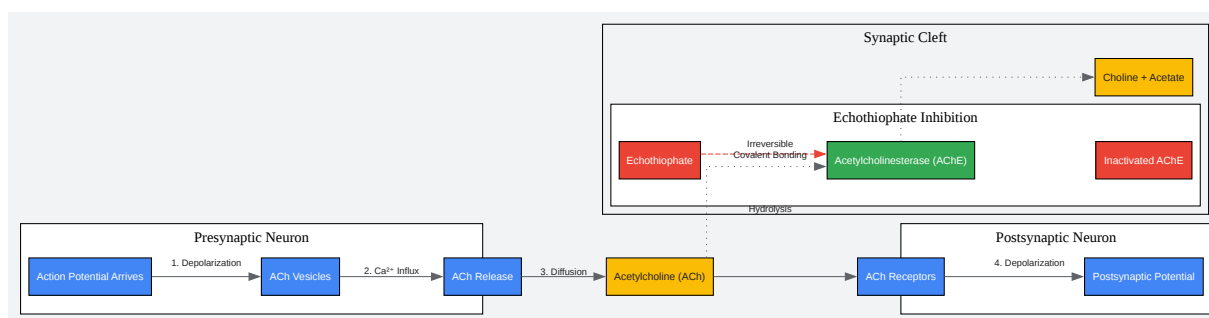 Synaptic Cleft
Choline + Acetate
Echothiophate Inhibition
Echothiophate
Irreversible
Covalent Bonding
Acetylcholinesterase (AChE)
Inactivated AChE
Hydrolysis
Presynaptic Neuron
Action Potential Arrives
1. Depolarization
ACh Vesicles
2. Ca²⁺ Influx
ACh Release
3. Diffusion
Acetylcholine (ACh)
Postsynaptic Neuron
ACh Receptors
4. Depolarization
Postsynaptic Potential